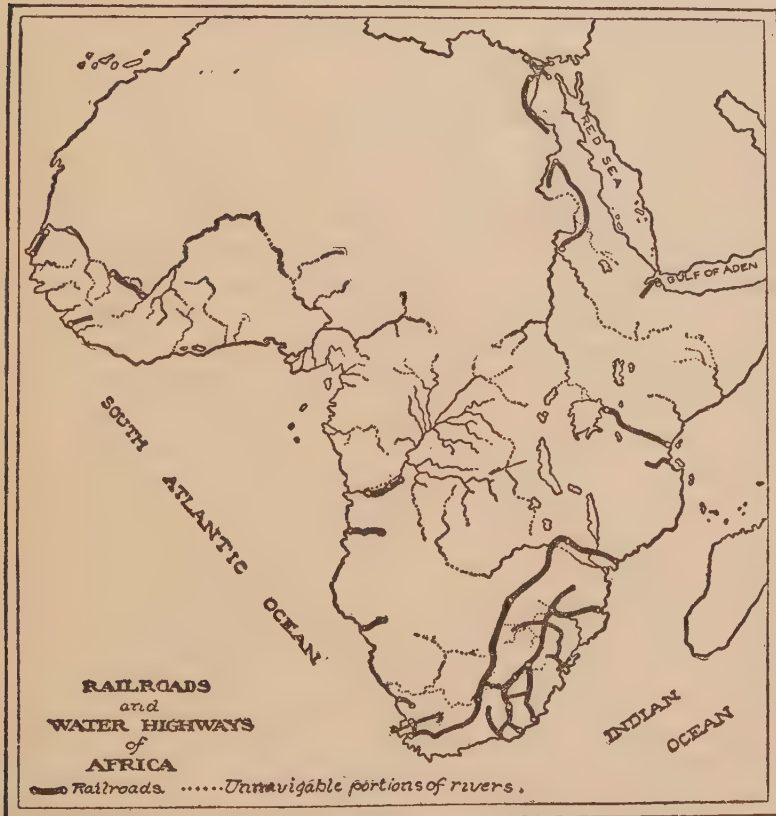 RED SEA
GULF OF ADEN
SOUTH ATLANTIC OCEAN
INDIAN OCEAN
RAILROADS
and
WATER HIGHWAYS
of
AFRICA
Railroads ......Unnavigable portions of rivers.